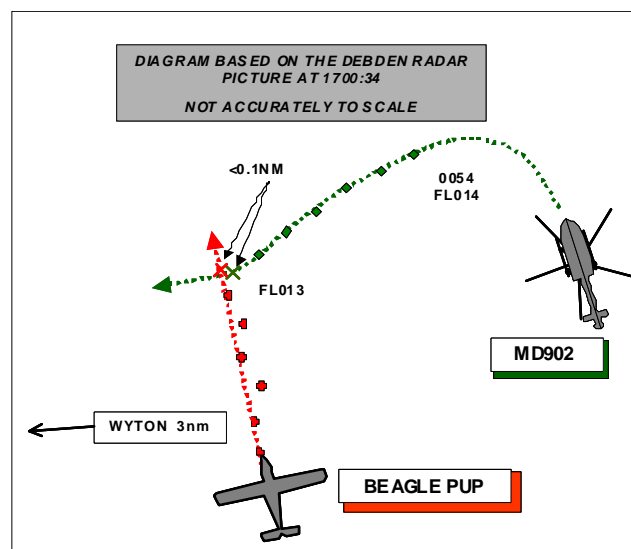 DIAGRAM BASED ON THE DEBDEN RADAR
PICTURE AT 1700:34
NOT ACCURATELY TO SCALE
<0.1NM
0054
FL014
FL013
MD902
WYTON 3nm
BEAGLE PUP